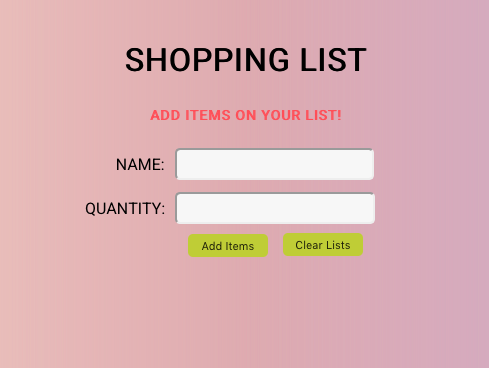 SHOPPING LIST
ADD ITEMS ON YOUR LIST!
NAME:
QUANTITY:
Add Items Clear Lists